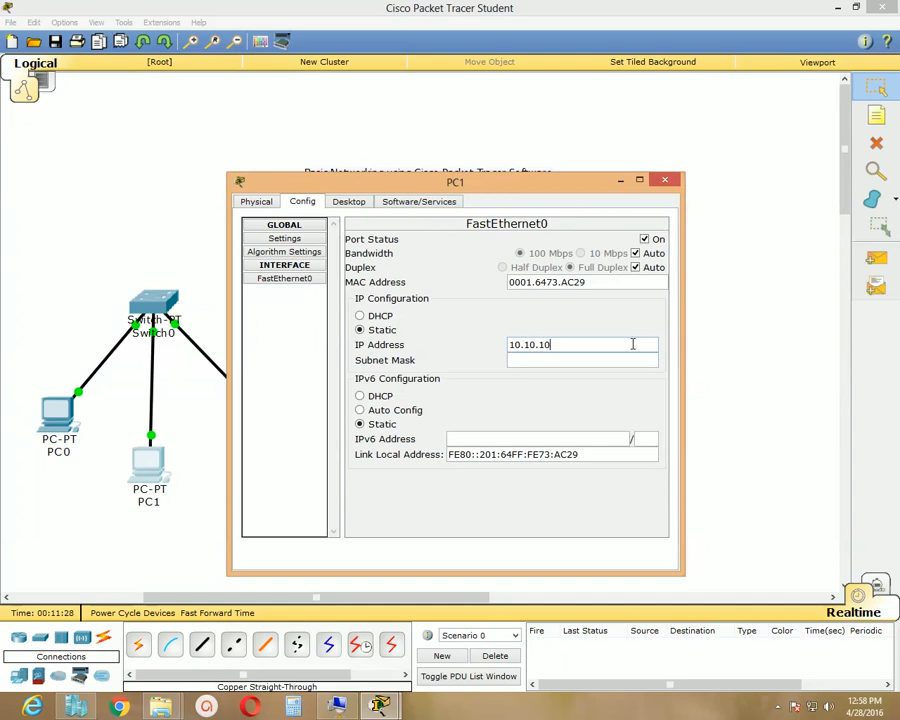 Cisco Packet Tracer Student
File Edit Options View Tools Extensions Help
Logical [Root] New Cluster Move Object Set Tiled Background Viewport
PC1
Physical Config Desktop Software/Services
GLOBAL
Settings
Algorithm Settings
INTERFACE
FastEthernet0
FastEthernet0
Port Status On
Bandwidth 100 Mbps 10 Mbps Auto
Duplex Half Duplex Full Duplex Auto
MAC Address 0001.6473.AC29
IP Configuration
DHCP
Static
IP Address 10.10.10
Subnet Mask
IPv6 Configuration
DHCP
Auto Config
Static
IPv6 Address /
Link Local Address: FE80::201:64FF:FE73:AC29
Switch-PT
Switch0
PC-PT
PC0
PC-PT
PC1
Time: 00:11:28 Power Cycle Devices Fast Forward Time Realtime
Connections
Copper Straight-Through
Scenario 0
New Delete
Toggle PDU List Window
Fire Last Status Source Destination Type Color Time(sec) Periodic
12:58 PM
4/28/2016